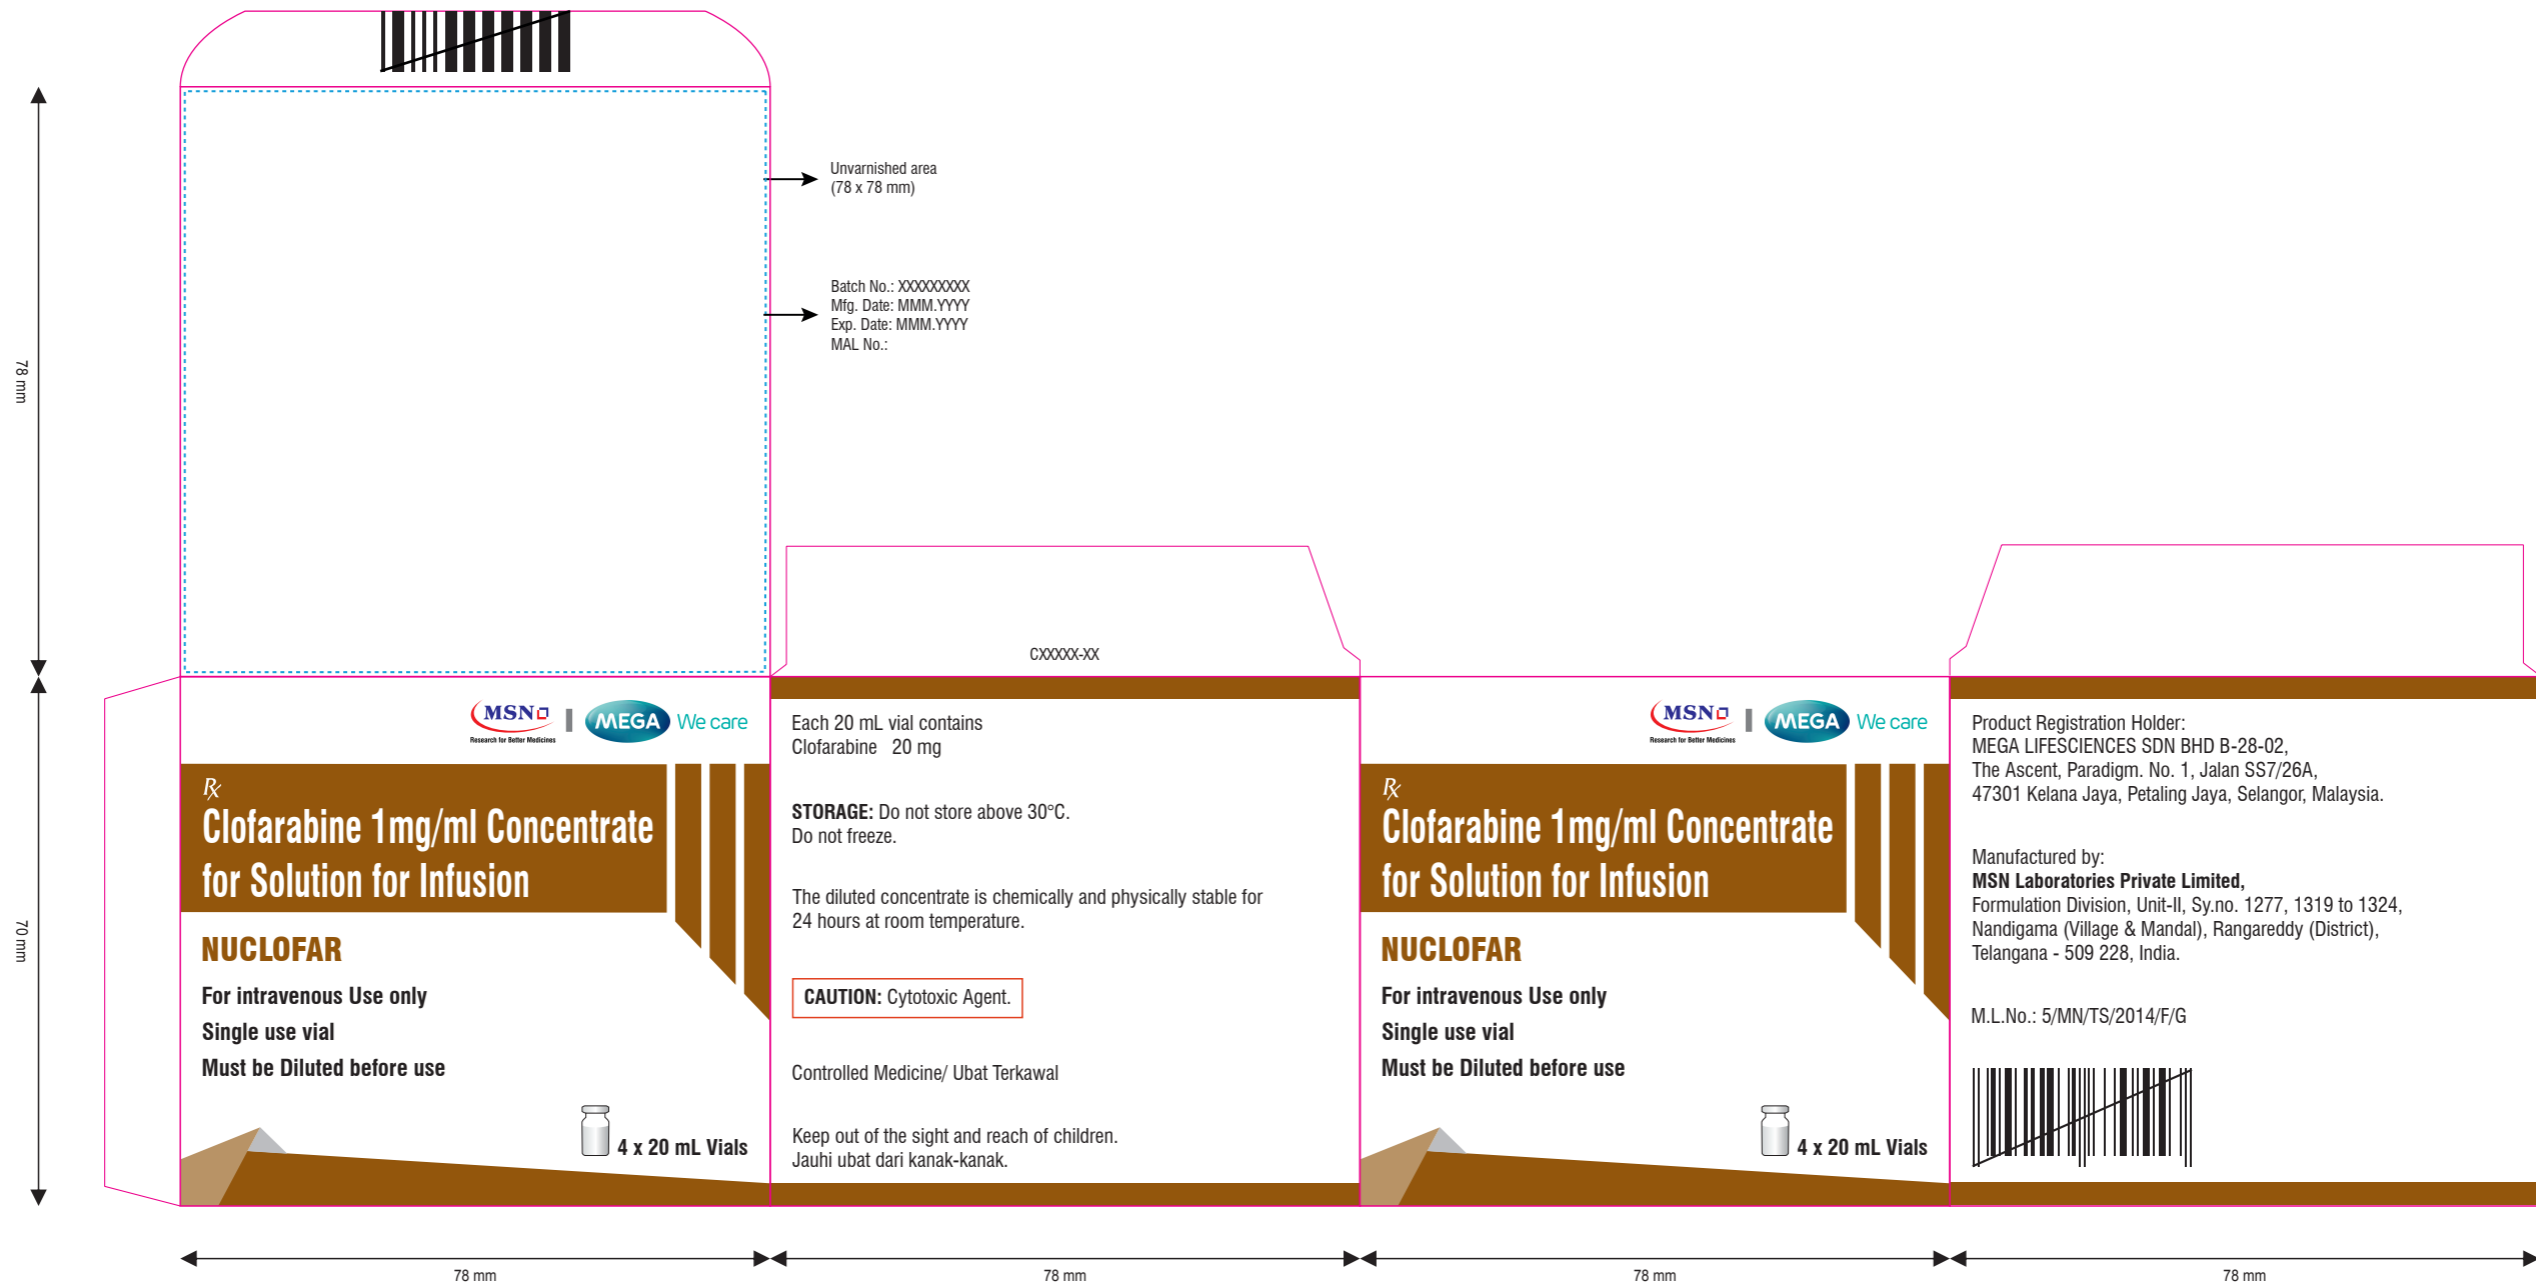 Unvarnished area
(78 x 78 mm)
Batch No.: XXXXXXXXX
Mfg. Date: MMM.YYYY
Exp. Date: MMM.YYYY
MAL No.:
78 mm
CXXXXX-XX
70 mm
MSN
Research for Better Medicines
MEGA We care
Rx
Clofarabine 1mg/ml Concentrate
for Solution for Infusion
NUCLOFAR
For intravenous Use only
Single use vial
Must be Diluted before use
4 x 20 mL Vials
Each 20 mL vial contains
Clofarabine 20 mg
STORAGE: Do not store above 30°C.
Do not freeze.
The diluted concentrate is chemically and physically stable for
24 hours at room temperature.
CAUTION: Cytotoxic Agent.
Controlled Medicine/ Ubat Terkawal
Keep out of the sight and reach of children.
Jauhi ubat dari kanak-kanak.
MSN
Research for Better Medicines
MEGA We care
Rx
Clofarabine 1mg/ml Concentrate
for Solution for Infusion
NUCLOFAR
For intravenous Use only
Single use vial
Must be Diluted before use
4 x 20 mL Vials
Product Registration Holder:
MEGA LIFESCIENCES SDN BHD B-28-02,
The Ascent, Paradigm. No. 1, Jalan SS7/26A,
47301 Kelana Jaya, Petaling Jaya, Selangor, Malaysia.
Manufactured by:
MSN Laboratories Private Limited,
Formulation Division, Unit-II, Sy.no. 1277, 1319 to 1324,
Nandigama (Village & Mandal), Rangareddy (District),
Telangana - 509 228, India.
M.L.No.: 5/MN/TS/2014/F/G
78 mm
78 mm
78 mm
78 mm